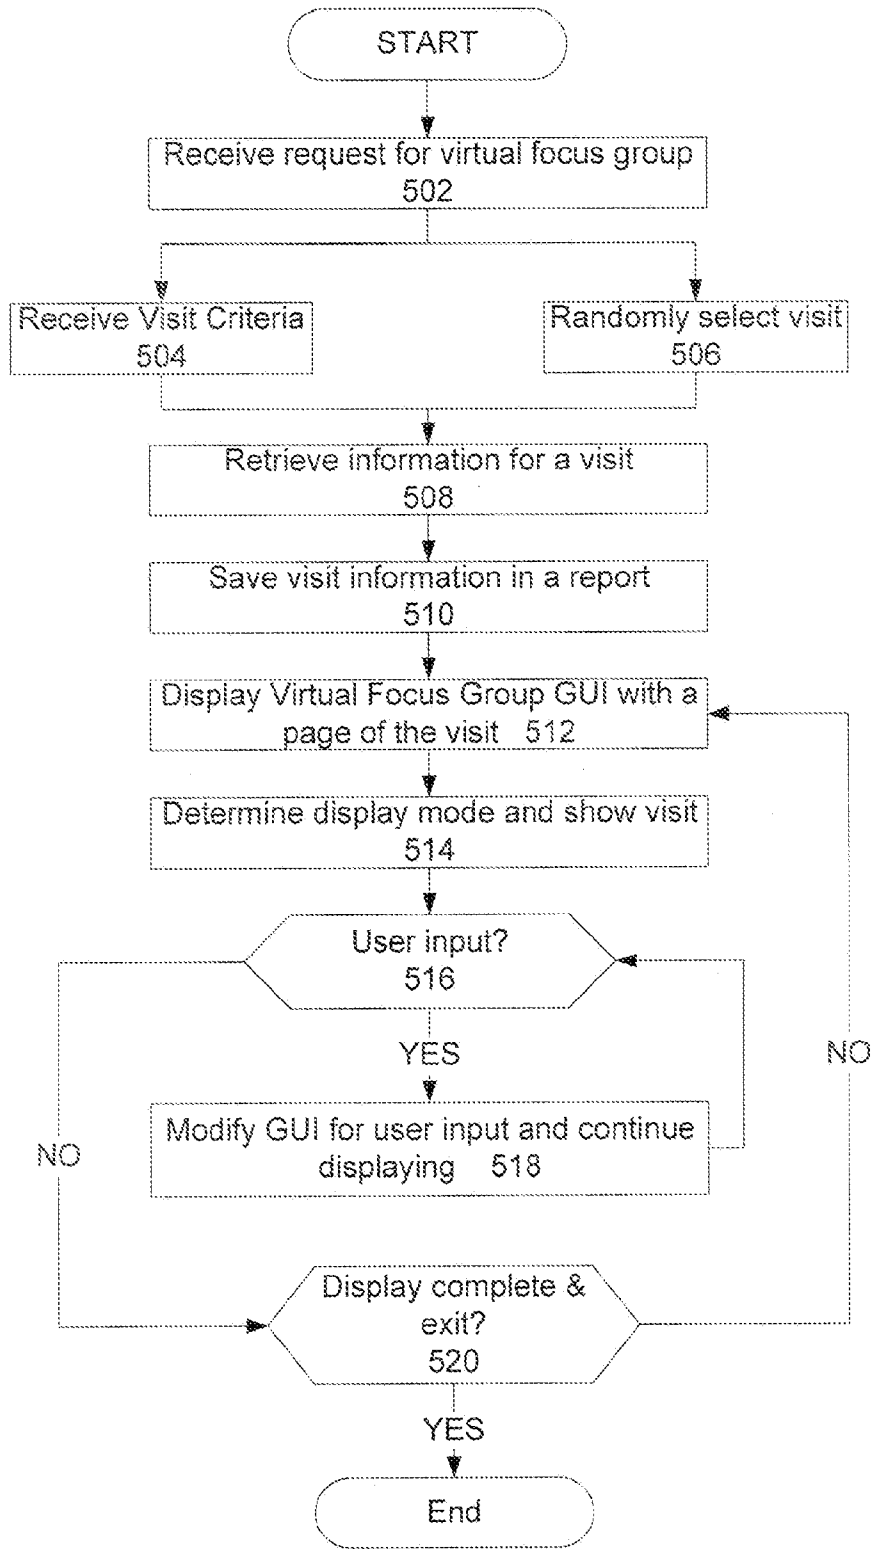 START
Receive request for virtual focus group
502
Receive Visit Criteria
504
Randomly select visit
506
Retrieve information for a visit
508
Save visit information in a report
510
Display Virtual Focus Group GUI with a
page of the visit 512
Determine display mode and show visit
514
User input?
516
YES
NO
Modify GUI for user input and continue
displaying 518
NO
Display complete &
exit?
520
YES
End